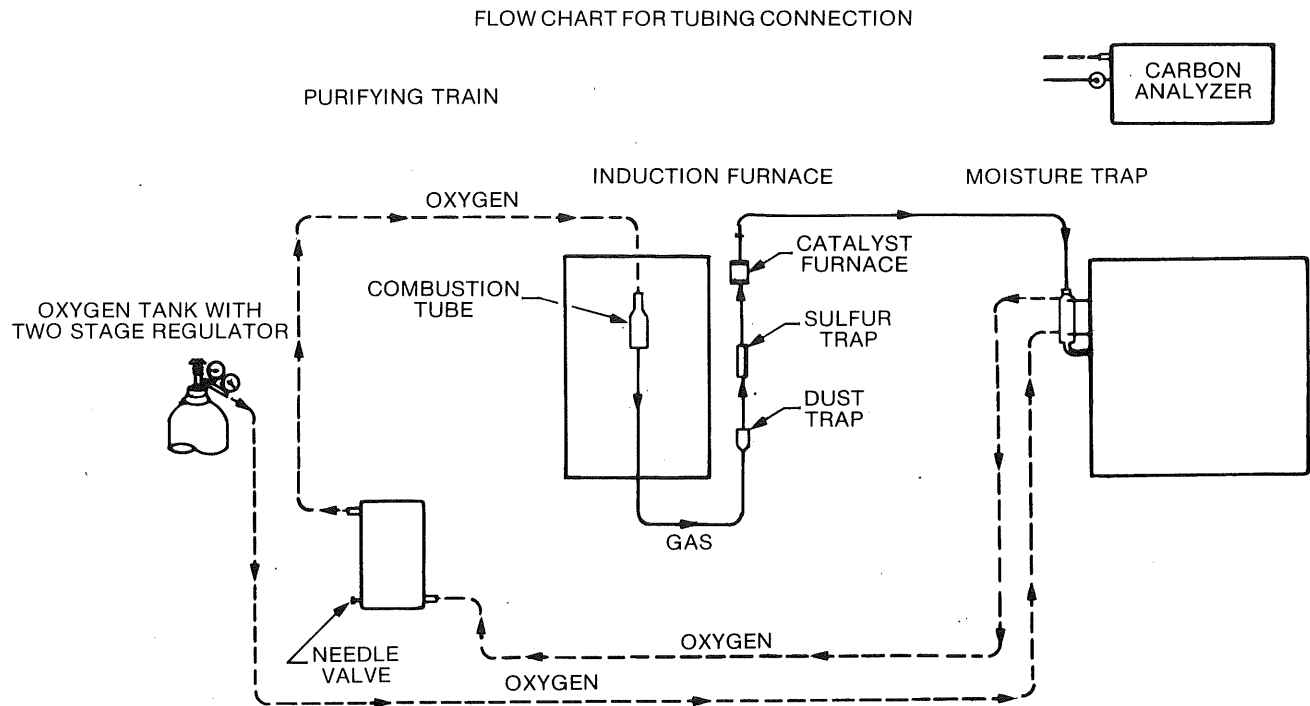 FLOW CHART FOR TUBING CONNECTION
CARBON
ANALYZER
PURIFYING TRAIN
INDUCTION FURNACE
MOISTURE TRAP
OXYGEN
CATALYST
FURNACE
COMBUSTION
TUBE
OXYGEN TANK WITH
TWO STAGE REGULATOR
SULFUR
TRAP
DUST
TRAP
GAS
NEEDLE
VALVE
OXYGEN
OXYGEN